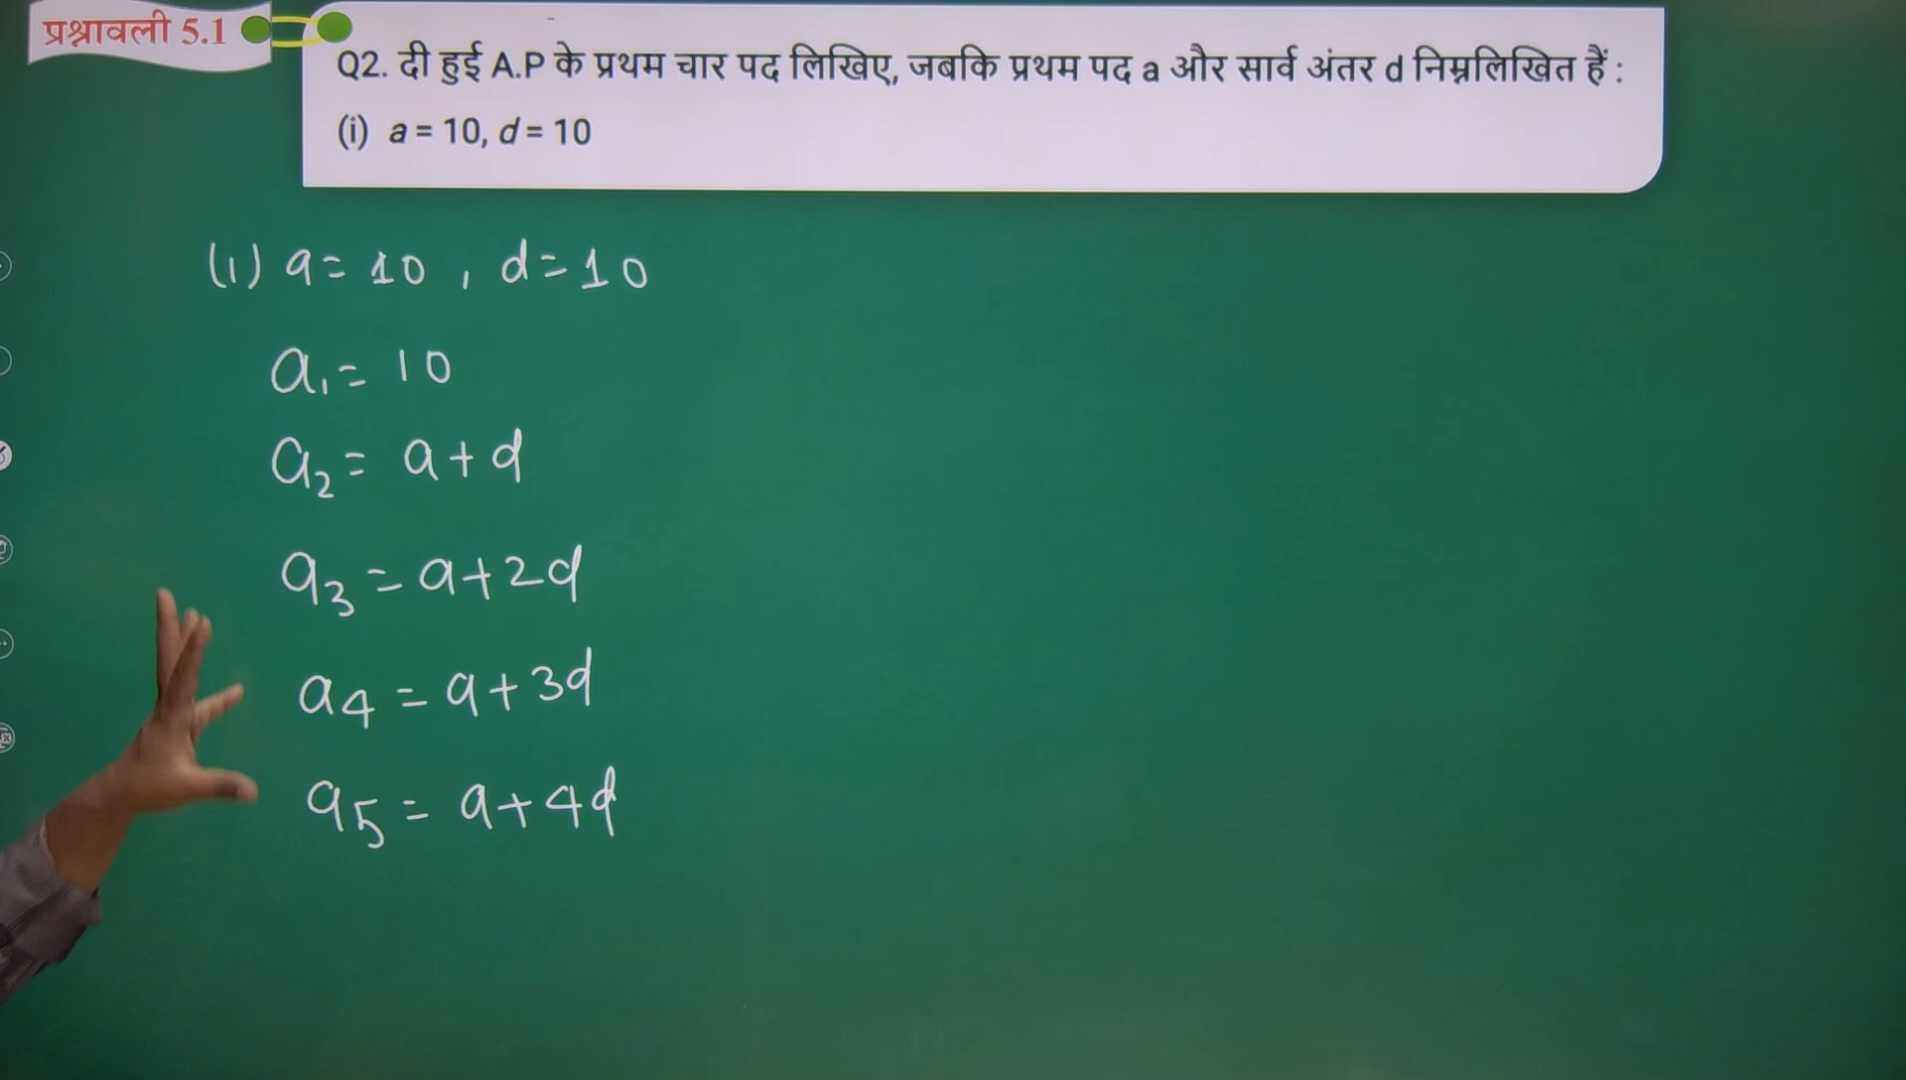 प्रश्नावली 5.1
Q2. दी हुई A.P के प्रथम चार पद लिखिए, जबकि प्रथम पद a और सार्व अंतर d निम्नलिखित हैं :
(i) a = 10, d = 10
(1) a = 10 , d = 10
a₁ = 10
a₂ = a + d
a₃ = a + 2d
a₄ = a + 3d
a₅ = a + 4d